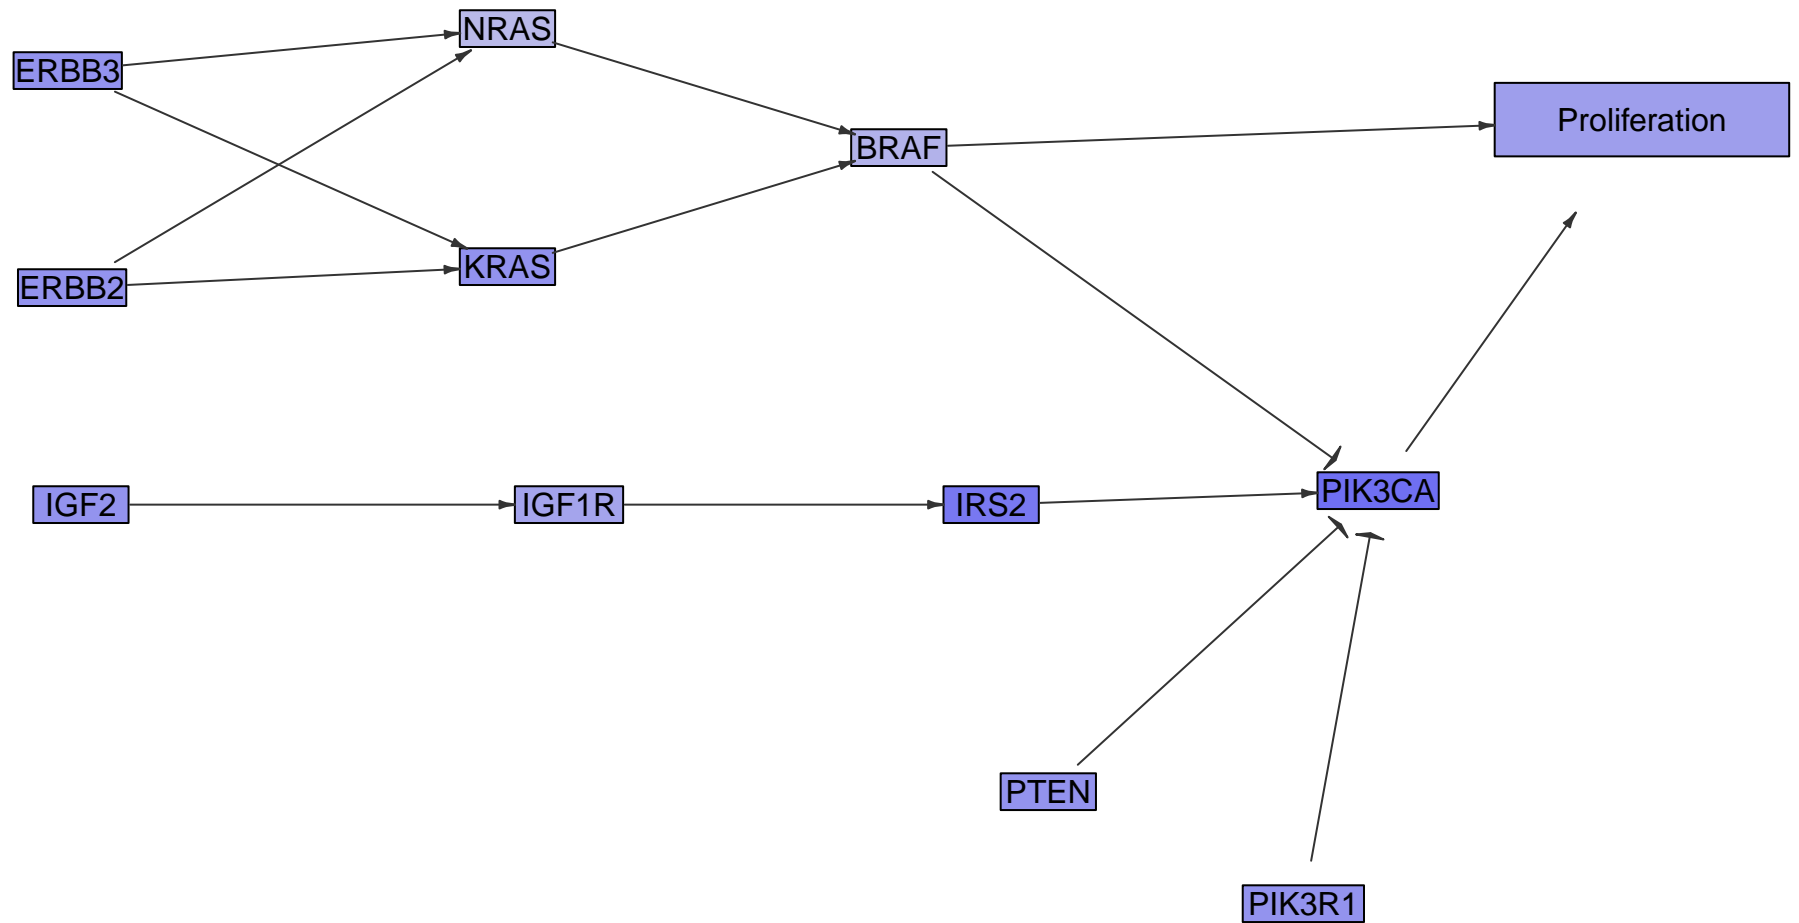 NRAS
ERBB3
Proliferation
BRAF
KRAS
ERBB2
PIK3CA
IGF2
IGF1R
IRS2
PTEN
PIK3R1